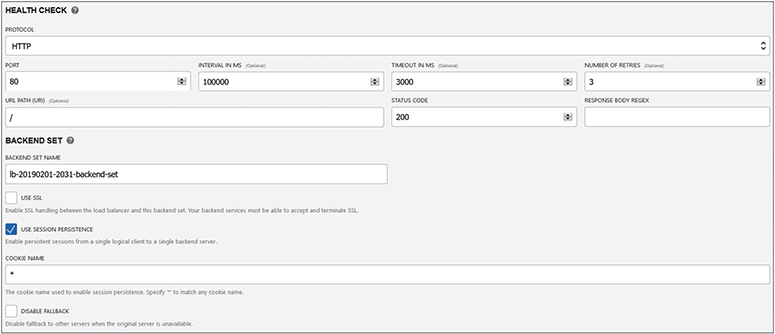 HEALTH CHECK ?
PROTOCOL
HTTP
PORT INTERVAL IN MS (Optional) TIMEOUT IN MS (Optional) NUMBER OF RETRIES (Optional)
80 100000 3000 3
URL PATH (URI) (Optional) STATUS CODE RESPONSE BODY REGEX
/ 200
BACKEND SET ?
BACKEND SET NAME
lb-20190201-2031-backend-set
USE SSL
Enable SSL handling between the load balancer and this backend set. Your backend services must be able to accept and terminate SSL.
USE SESSION PERSISTENCE
Enable persistent sessions from a single logical client to a single backend server.
COOKIE NAME
*
The cookie name used to enable session persistence. Specify '*' to match any cookie name.
DISABLE FALLBACK
Disable fallback to other servers when the original server is unavailable.